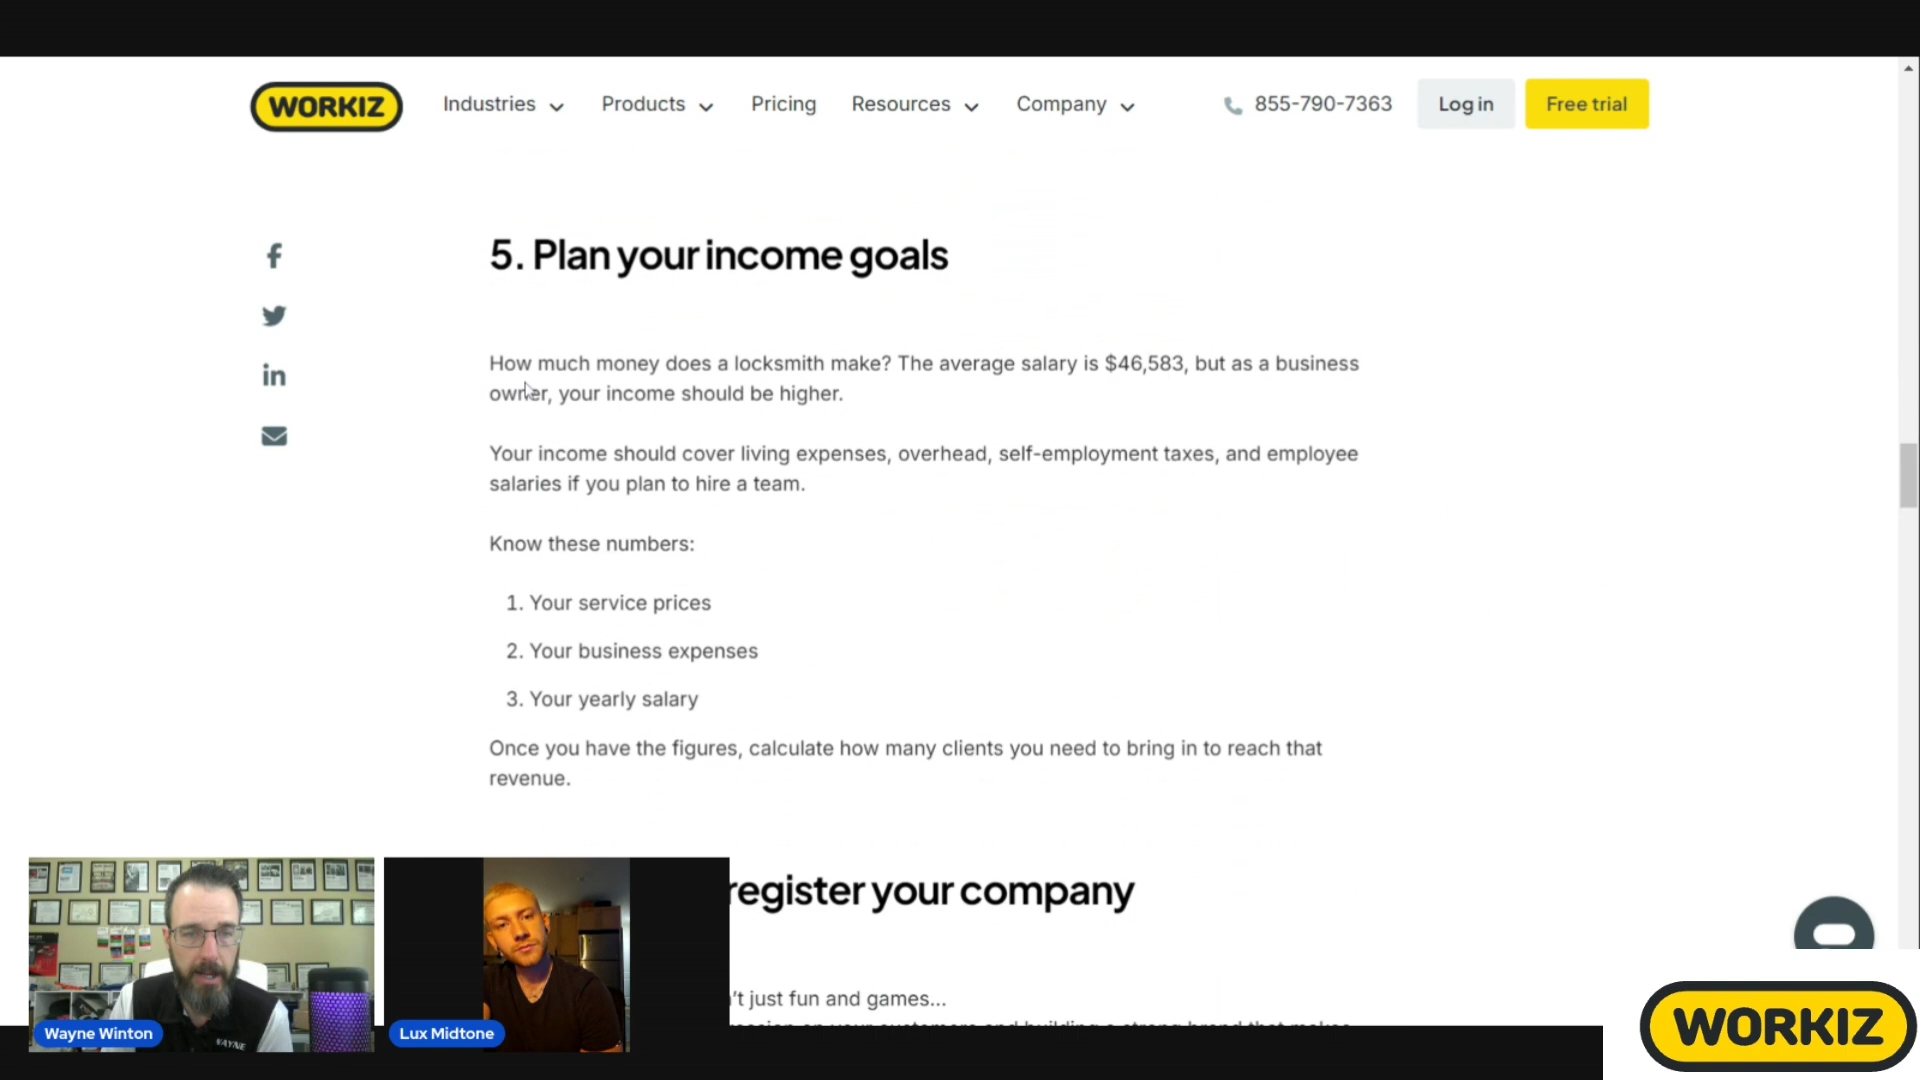 WORKIZ
Industries
Products
Pricing
Resources
Company
855-790-7363
Log in
Free trial
5. Plan your income goals
How much money does a locksmith make? The average salary is $46,583, but as a business
owner, your income should be higher.
Your income should cover living expenses, overhead, self-employment taxes, and employee
salaries if you plan to hire a team.
Know these numbers:
1. Your service prices
2. Your business expenses
3. Your yearly salary
Once you have the figures, calculate how many clients you need to bring in to reach that
revenue.
register your company
't just fun and games...
Wayne Winton
WAYNE
Lux Midtone
WORKIZ